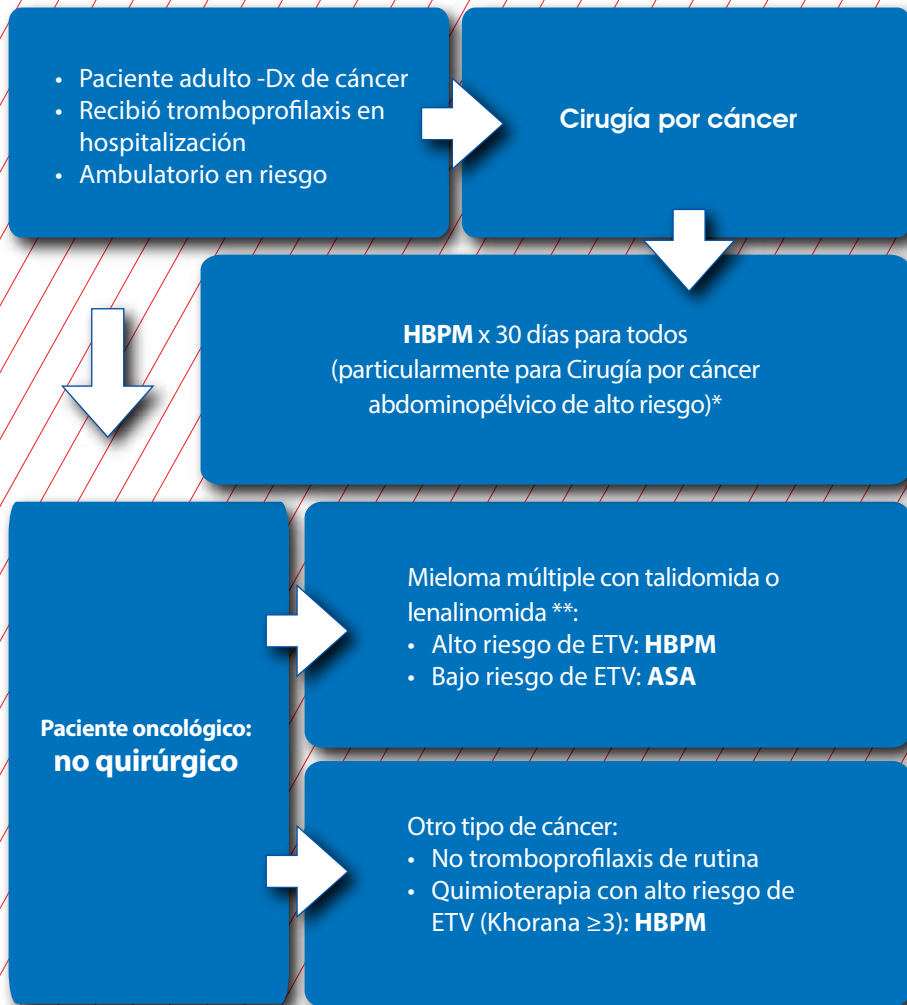 • Paciente adulto -Dx de cáncer
• Recibió tromboprofilaxis en
hospitalización
• Ambulatorio en riesgo
Cirugía por cáncer
HBPM x 30 días para todos
(particularmente para Cirugía por cáncer
abdominopélvico de alto riesgo)*
Paciente oncológico:
no quirúrgico
Mieloma múltiple con talidomida o
lenalinomida **:
• Alto riesgo de ETV: HBPM
• Bajo riesgo de ETV: ASA
Otro tipo de cáncer:
• No tromboprofilaxis de rutina
• Quimioterapia con alto riesgo de
ETV (Khorana ≥3): HBPM